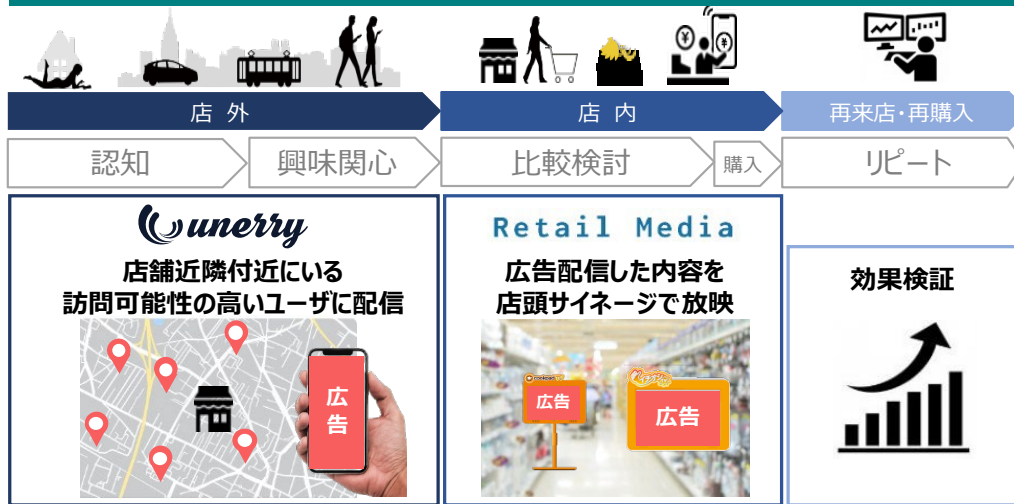 店 外
店 内
再来店・再購入
認知
興味関心
比較検討
購入
リピート
unerry
店舗近隣付近にいる
訪問可能性の高いユーザに配信
広
告
Retail Media
広告配信した内容を
店頭サイネージで放映
広告
広告
効果検証
¥
¥